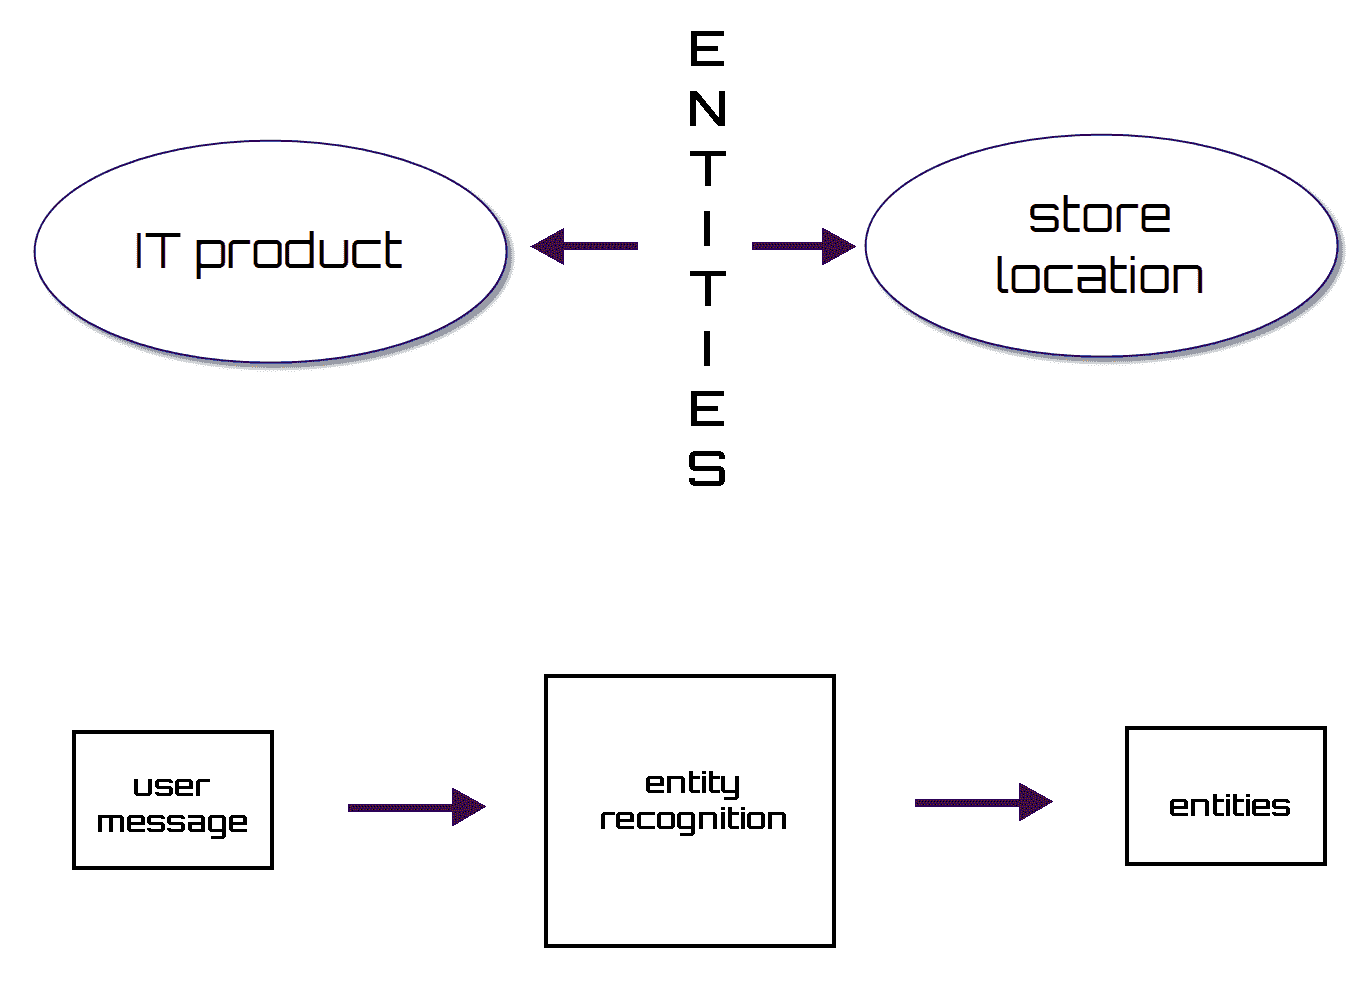 E
N
T
I
T
I
E
S
IT product
store
location
user
message
entity
recognition
entities